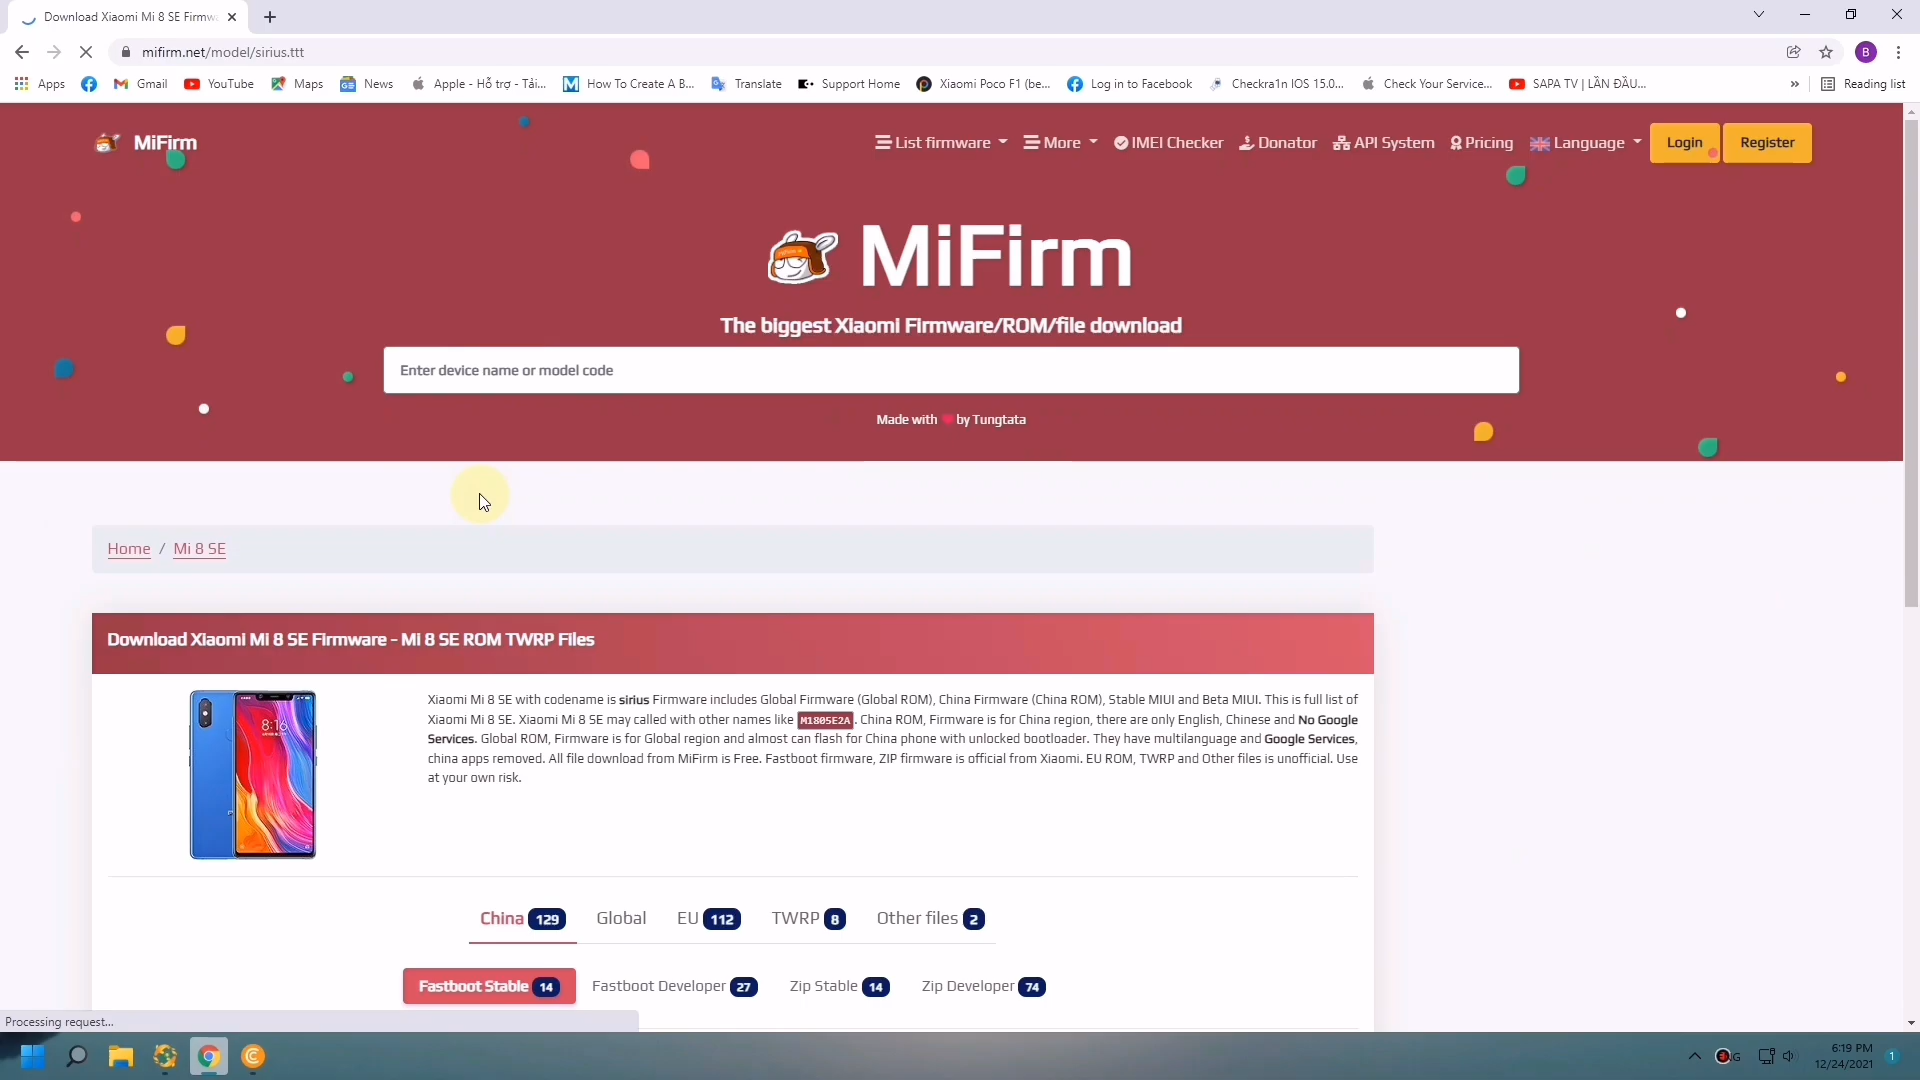 Download Xiaomi Mi 8 SE Firmw
mifirm.net/model/sirius.ttt
B
Apps
Gmail
YouTube
Maps
News
Apple - Hỗ trợ - Tải...
How To Create A B...
Translate
Support Home
Xiaomi Poco F1 (be...
Log in to Facebook
Checkra1n IOS 15.0...
Check Your Service...
SAPA TV | LẦN ĐẦU...
»
Reading list
MiFirm
List firmware
More
IMEI Checker
Donator
API System
Pricing
Language
Login
Register
MiFirm
The biggest Xiaomi Firmware/ROM/file download
Enter device name or model code
Made with ❤ by Tungtata
Home / Mi 8 SE
Download Xiaomi Mi 8 SE Firmware - Mi 8 SE ROM TWRP Files
8:16
Xiaomi Mi 8 SE with codename is sirius Firmware includes Global Firmware (Global ROM), China Firmware (China ROM), Stable MIUI and Beta MIUI. This is full list of
Xiaomi Mi 8 SE. Xiaomi Mi 8 SE may called with other names like M1805E2A. China ROM, Firmware is for China region, there are only English, Chinese and No Google
Services. Global ROM, Firmware is for Global region and almost can flash for China phone with unlocked bootloader. They have multilanguage and Google Services,
china apps removed. All file download from MiFirm is Free. Fastboot firmware, ZIP firmware is official from Xiaomi. EU ROM, TWRP and Other files is unofficial. Use
at your own risk.
China 129
Global
EU 112
TWRP 8
Other files 2
Fastboot Stable 14
Fastboot Developer 27
Zip Stable 14
Zip Developer 74
Processing request...
6:19 PM
12/24/2021
1